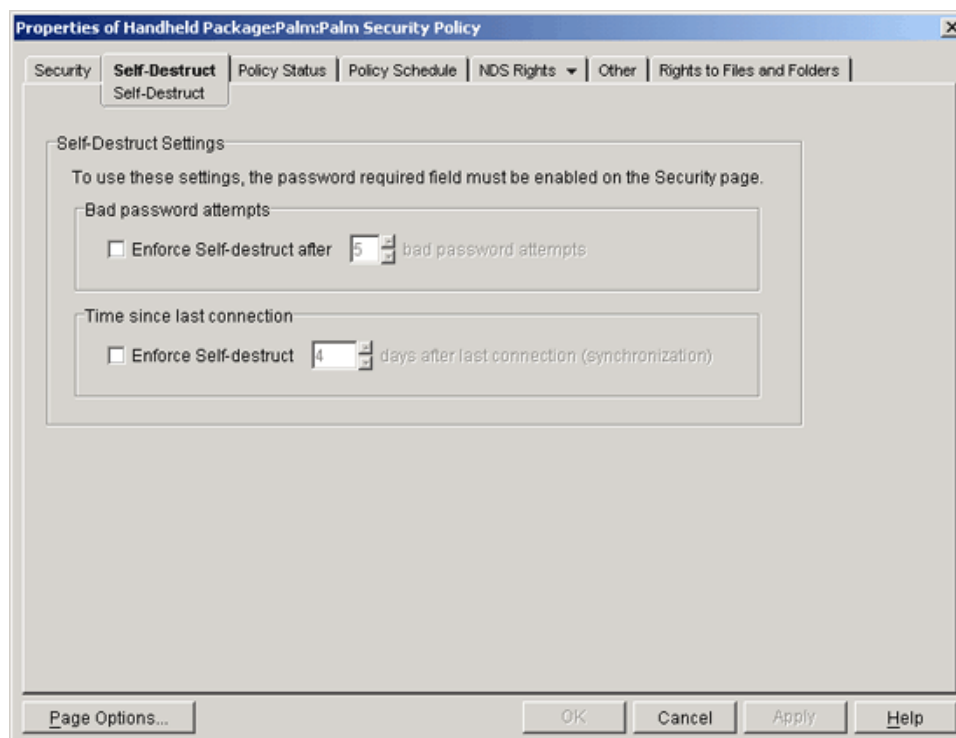 Properties of Handheld Package:Palm:Palm Security Policy
Security Self-Destruct Policy Status Policy Schedule NDS Rights Other Rights to Files and Folders
Self-Destruct
Self-Destruct Settings
To use these settings, the password required field must be enabled on the Security page.
Bad password attempts
Enforce Self-destruct after 5 bad password attempts
Time since last connection
Enforce Self-destruct 4 days after last connection (synchronization)
Page Options... OK Cancel Apply Help